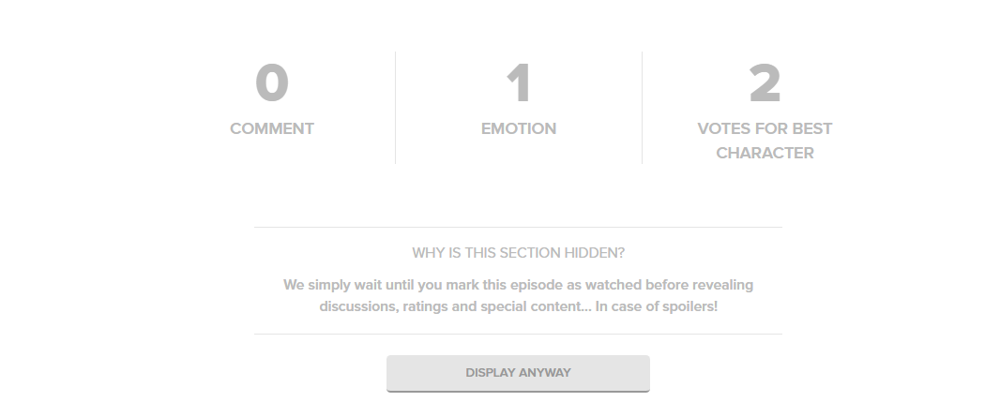 0
COMMENT
1
EMOTION
2
VOTES FOR BEST
CHARACTER
WHY IS THIS SECTION HIDDEN?
We simply wait until you mark this episode as watched before revealing
discussions, ratings and special content... In case of spoilers!
DISPLAY ANYWAY